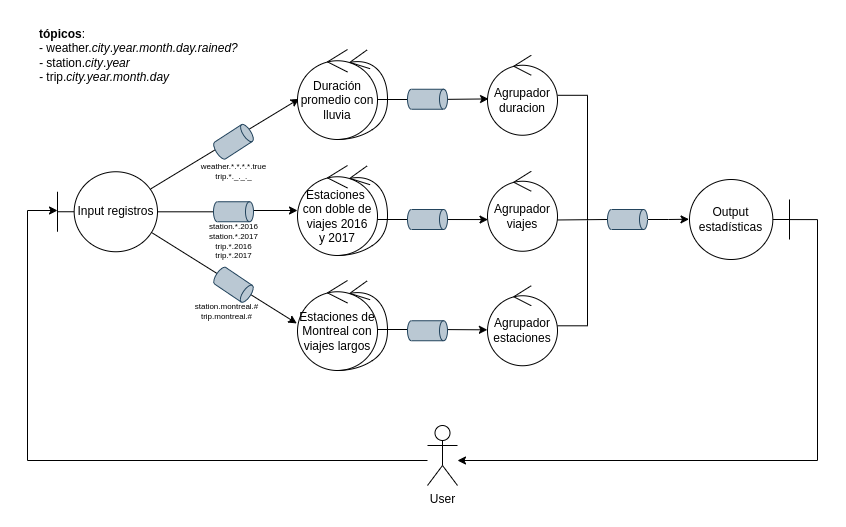 tópicos:
- weather.city.year.month.day.rained?
- station.city.year
- trip.city.year.month.day
Duración
promedio con
lluvia
Agrupador
duracion
weather.*.*.*.*.true
trip.*._._._
Input registros
station.*.2016
station.*.2017
trip.*.2016
trip.*.2017
Estaciones
con doble de
viajes 2016
y 2017
Agrupador
viajes
Output
estadísticas
station.montreal.#
trip.montreal.#
Estaciones de
Montreal con
viajes largos
Agrupador
estaciones
User